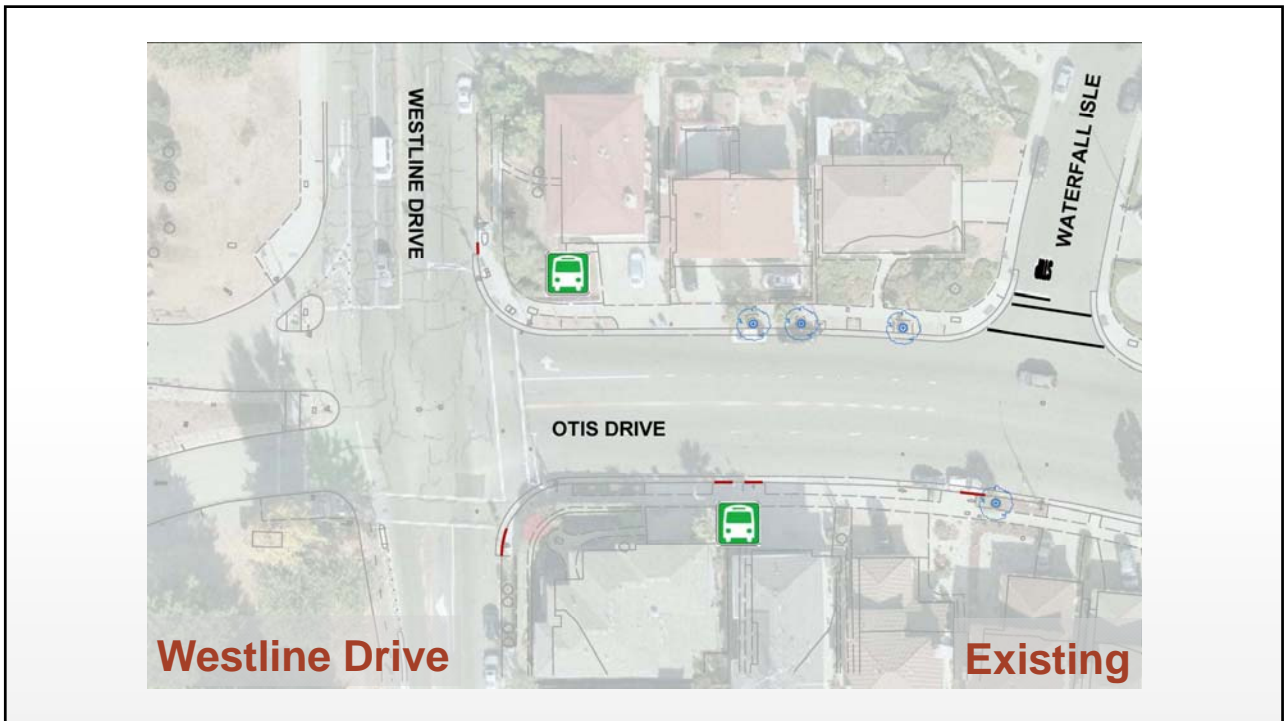 WESTLINE DRIVE
WATERFALL ISLE
OTIS DRIVE
Westline Drive
Existing